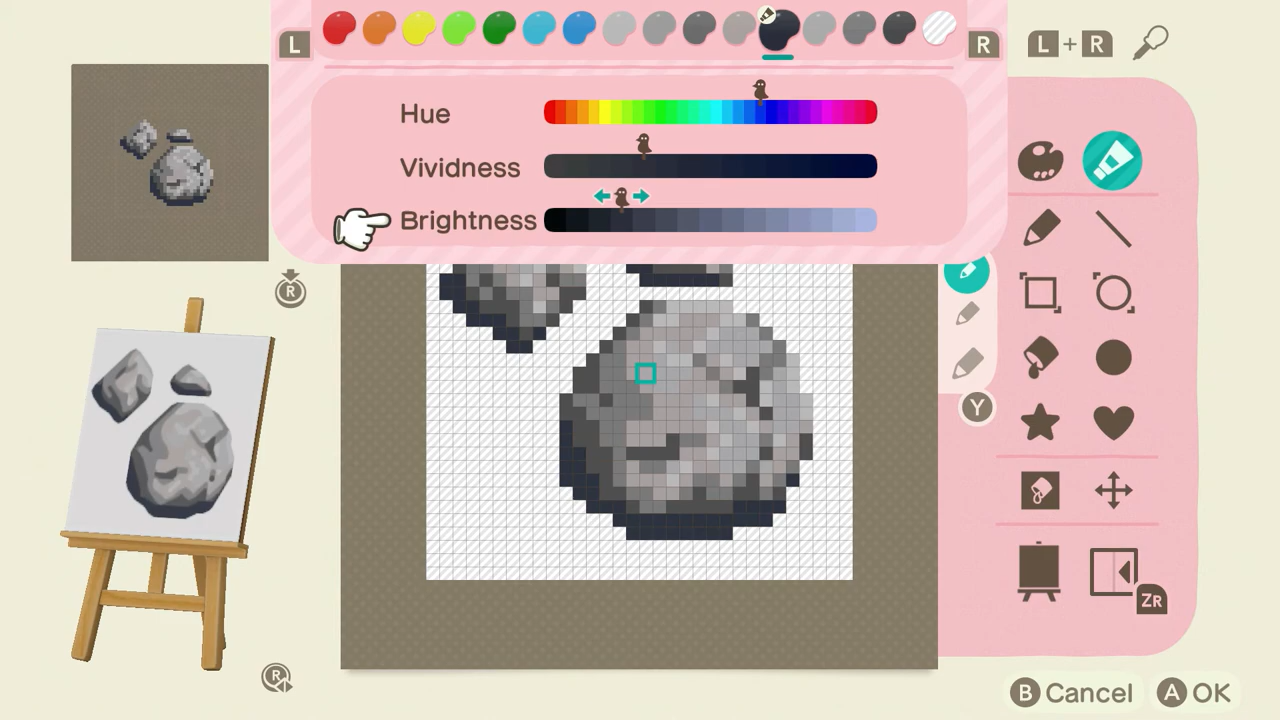 L
R
L + R
Hue
Vividness
Brightness
R
Y
ZR
R
B Cancel
A OK